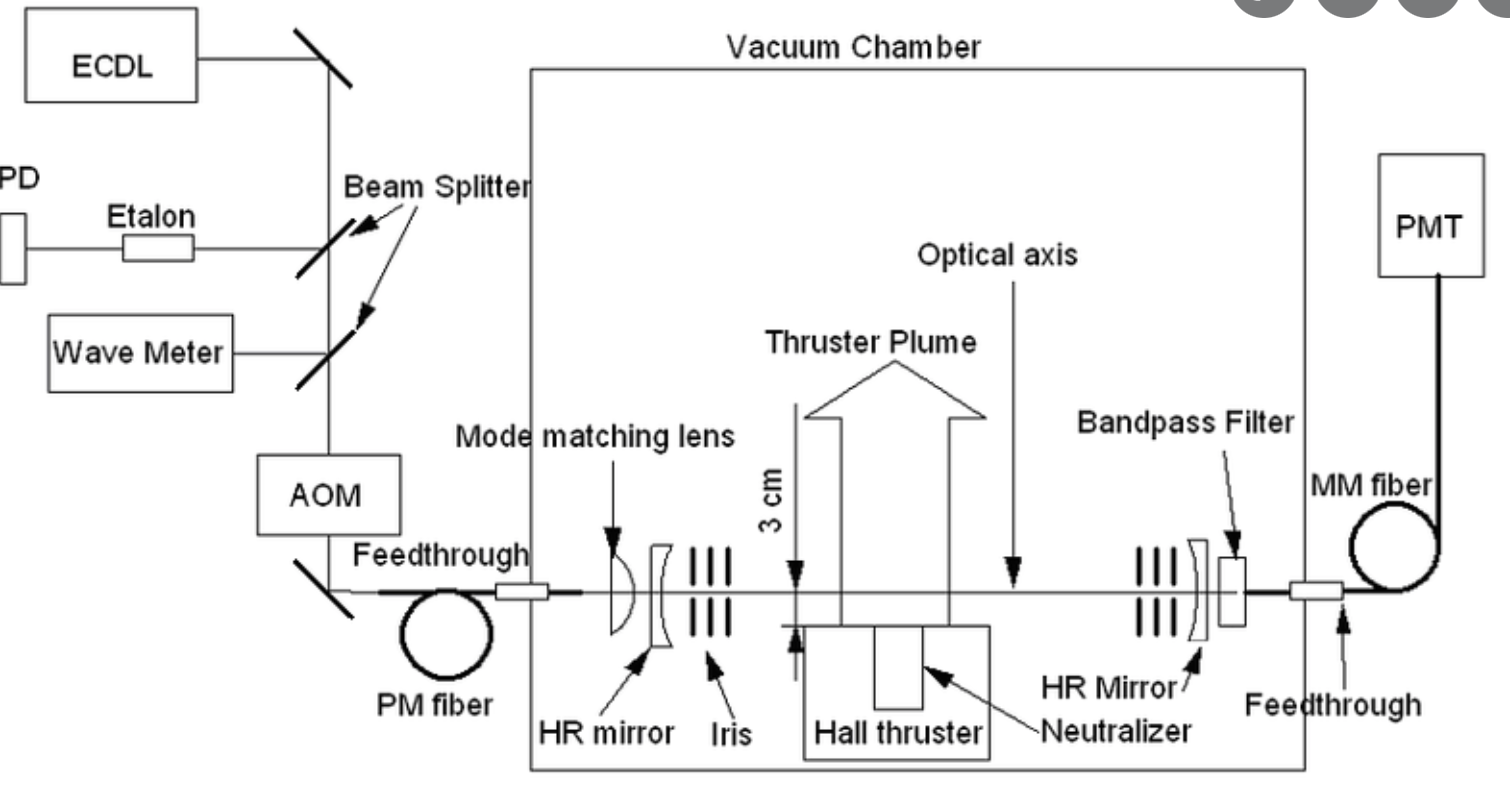 Vacuum Chamber
ECDL
PD
Etalon
Beam Splitter
Wave Meter
PMT
Optical axis
Thruster Plume
Mode matching lens
Bandpass Filter
3 cm
AOM
MM fiber
Feedthrough
PM fiber
HR mirror
Iris
Hall thruster
HR Mirror
Neutralizer
Feedthrough